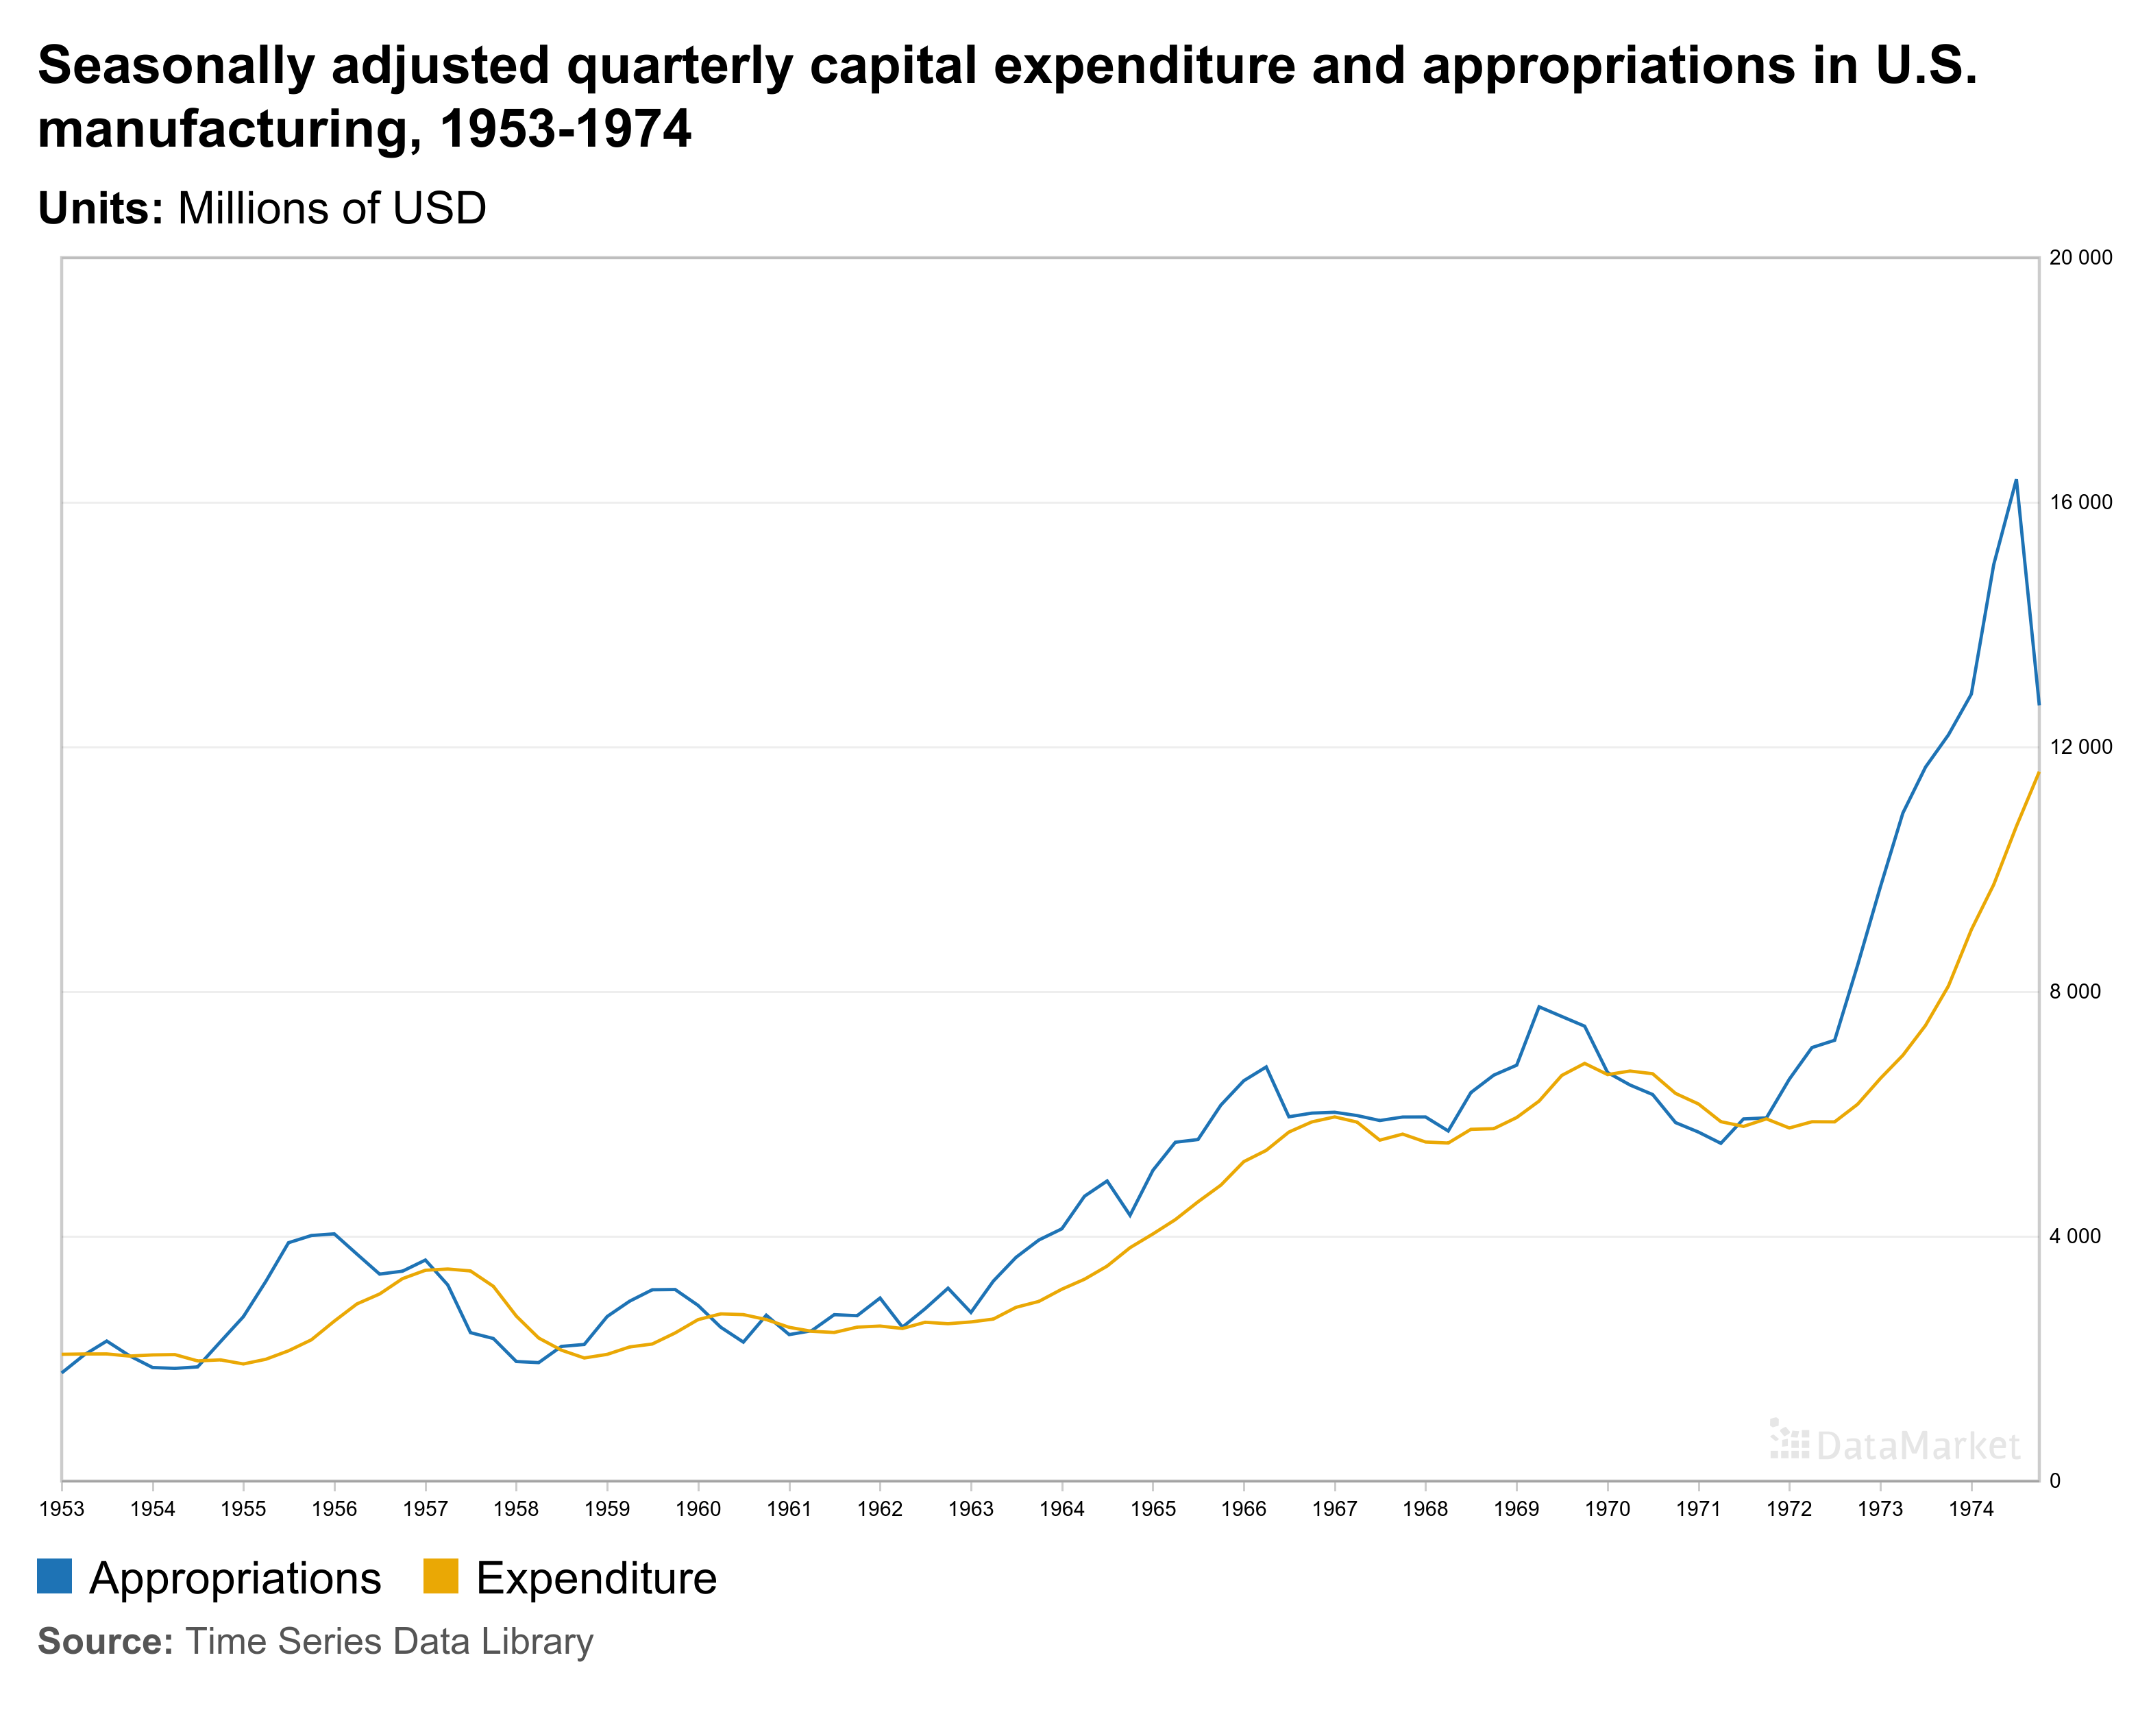 Seasonally adjusted quarterly capital expenditure and appropriations in U.S.
manufacturing, 1953-1974
Units: Millions of USD
20 000
16 000
12 000
8 000
4 000
DataMarket
0
1953 1954 1955 1956 1957 1958 1959 1960 1961 1962 1963 1964 1965 1966 1967 1968 1969 1970 1971 1972 1973 1974
Appropriations Expenditure
Source: Time Series Data Library